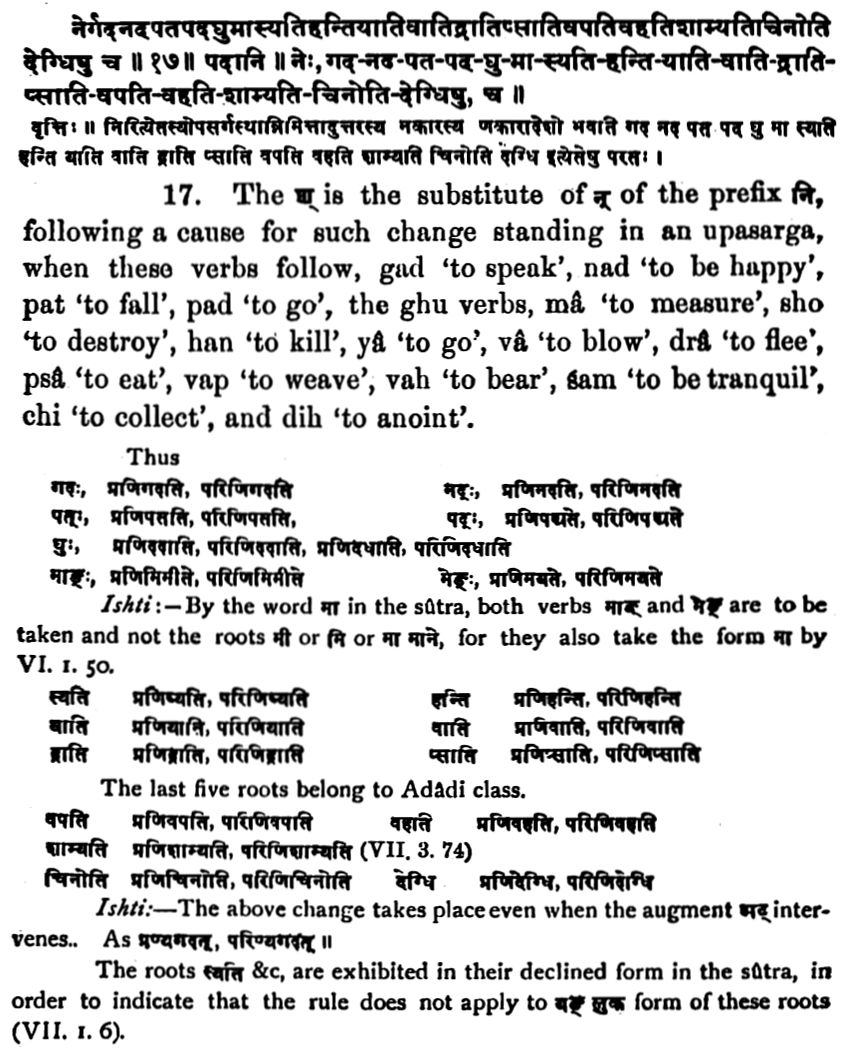 नेर्गदनदपतपदघुमास्यतिहन्तियातिवातिद्रातिप्सातिवपतिवहतिशाम्यतिचिनोति
देग्धिषु च ॥ १७॥ पदानि ॥ नेः, गद-नद-पत-पद-घु-मा-स्यति-हन्ति-याति-वाति-द्राति-
प्साति-वपति-वहति-शाम्यति-चिनोति-देग्धिषु, च ॥
वृत्तिः ॥ निरित्येतस्योपसर्गस्यान्निमित्तादुत्तरस्य नकारस्य णकारादेशो भवति गद नद पत पद घु मा स्यति
हन्ति याति वाति द्राति प्साति वपति वहति शाम्यति चिनोति देग्धि इत्येतेषु परतः ।
17. The ण् is the substitute of न् of the prefix नि,
following a cause for such change standing in an upasarga,
when these verbs follow, gad ‘to speak’, nad ‘to be happy’,
pat ‘to fall’, pad ‘to go’, the ghu verbs, mâ ‘to measure’, sho
‘to destroy’, han ‘to kill’, yâ ‘to go’, vâ ‘to blow’, drâ ‘to flee’,
psâ ‘to eat’, vap ‘to weave’, vah ‘to bear’, śam ‘to be tranquil’,
chi ‘to collect’, and dih ‘to anoint’.
Thus
गदः, प्रणिगदति, परिणिगदति नदः, प्रणिनदति, परिणिनदति
पतः, प्रणिपतति, परिणिपतति, पदः, प्रणिपद्यते, परिणिपद्यते
घुः, प्रणिददाति, परिणिददाति, प्रणिदधाति, परिणिदधाति
माङ्ः, प्रणिमिमीते, परिणिमिमीते मेङ्ः, प्रणिमयते, परिणिमयते
Ishti:—By the word मा in the sûtra, both verbs माङ् and मेङ् are to be
taken and not the roots मी or मि or मा माने, for they also take the form मा by
VI. 1. 50.
स्यति प्रणिष्यति, परिणिष्यति हन्ति प्रणिहन्ति, परिणिहन्ति
याति प्रणियाति, परिणियाति वाति प्रणिवाति, परिणिवाति
द्राति प्रणिद्राति, परिणिद्राति प्साति प्रणिप्साति, परिणिप्साति
The last five roots belong to Adâdi class.
वपति प्रणिवपति, परिणिवपति वहति प्रणिवहति, परिणिवहति
शाम्यति प्रणिशाम्यति, परिणिशाम्यति (VII. 3. 74)
चिनोति प्रणिचिनोति, परिणिचिनोति देग्धि प्रणिदेग्धि, परिणिदेग्धि
Ishti:—The above change takes place even when the augment अट् inter-
venes.. As प्रण्यगदत्, परिण्यगदत् ॥
The roots स्यति &c, are exhibited in their declined form in the sûtra, in
order to indicate that the rule does not apply to यङ् लुक् form of these roots
(VII. 1. 6).